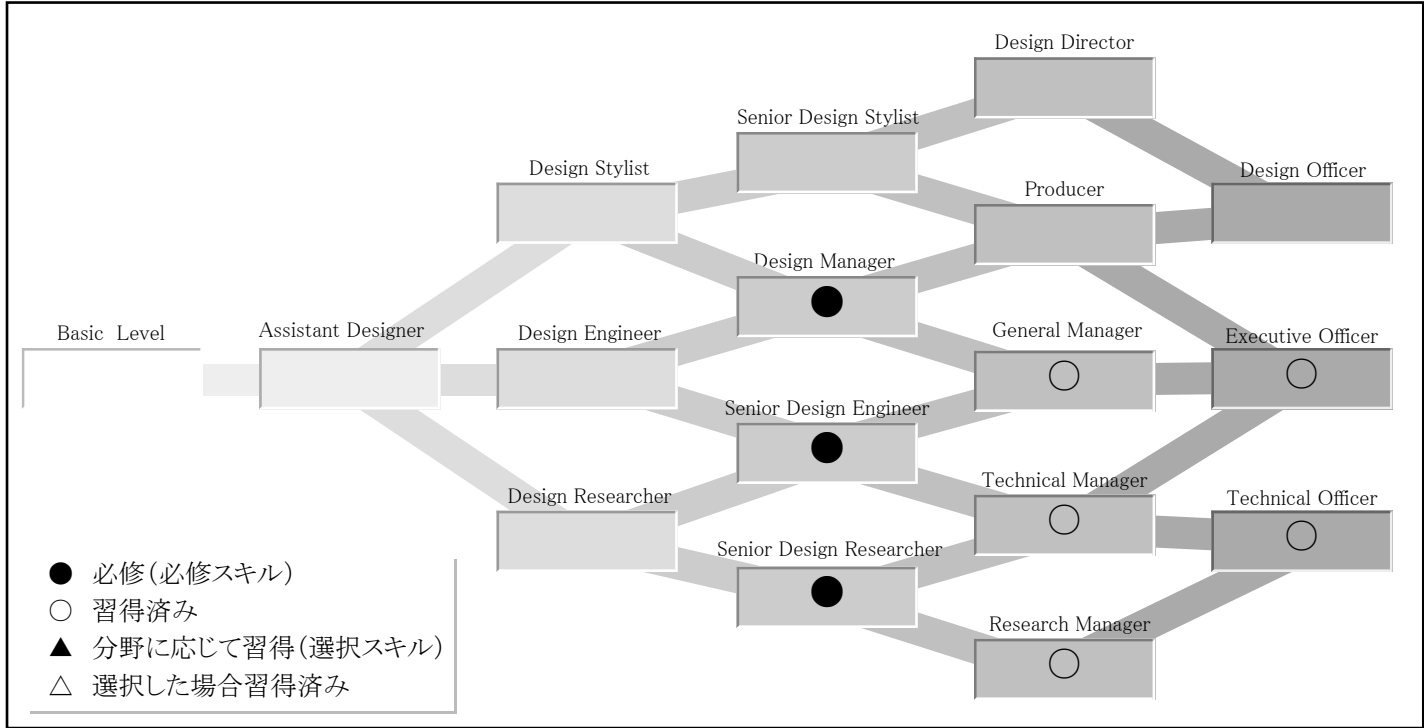 Design Director
Senior Design Stylist
Design Stylist
Design Officer
Producer
Design Manager
Basic Level
Assistant Designer
Design Engineer
General Manager
Executive Officer
●
○
○
Senior Design Engineer
●
Design Researcher
Technical Manager
Technical Officer
○
○
Senior Design Researcher
●
Research Manager
○
● 必修(必修スキル)
○ 習得済み
▲ 分野に応じて習得(選択スキル)
△ 選択した場合習得済み